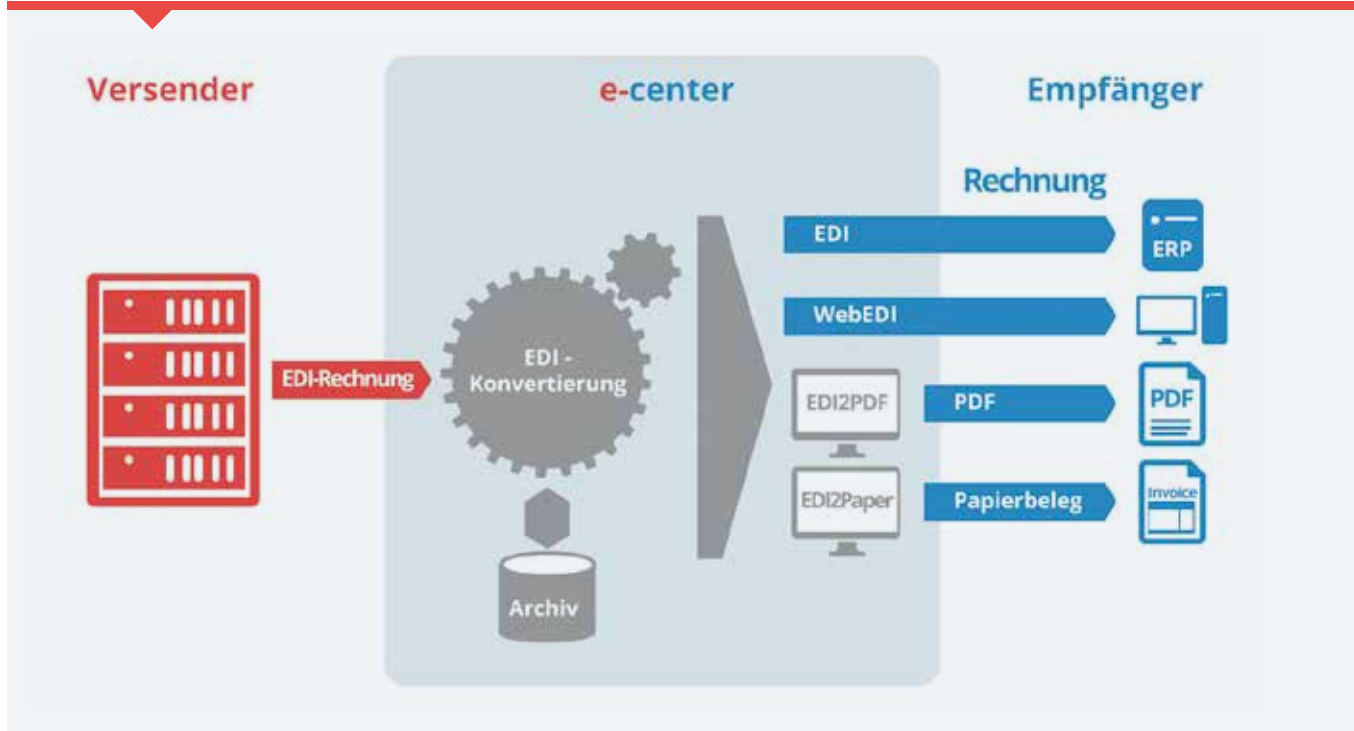 Versender
e-center
Empfänger
Rechnung
EDI
ERP
WebEDI
EDI-Rechnung
EDI -
Konvertierung
EDI2PDF
PDF
PDF
EDI2Paper
Papierbeleg
Invoice
Archiv